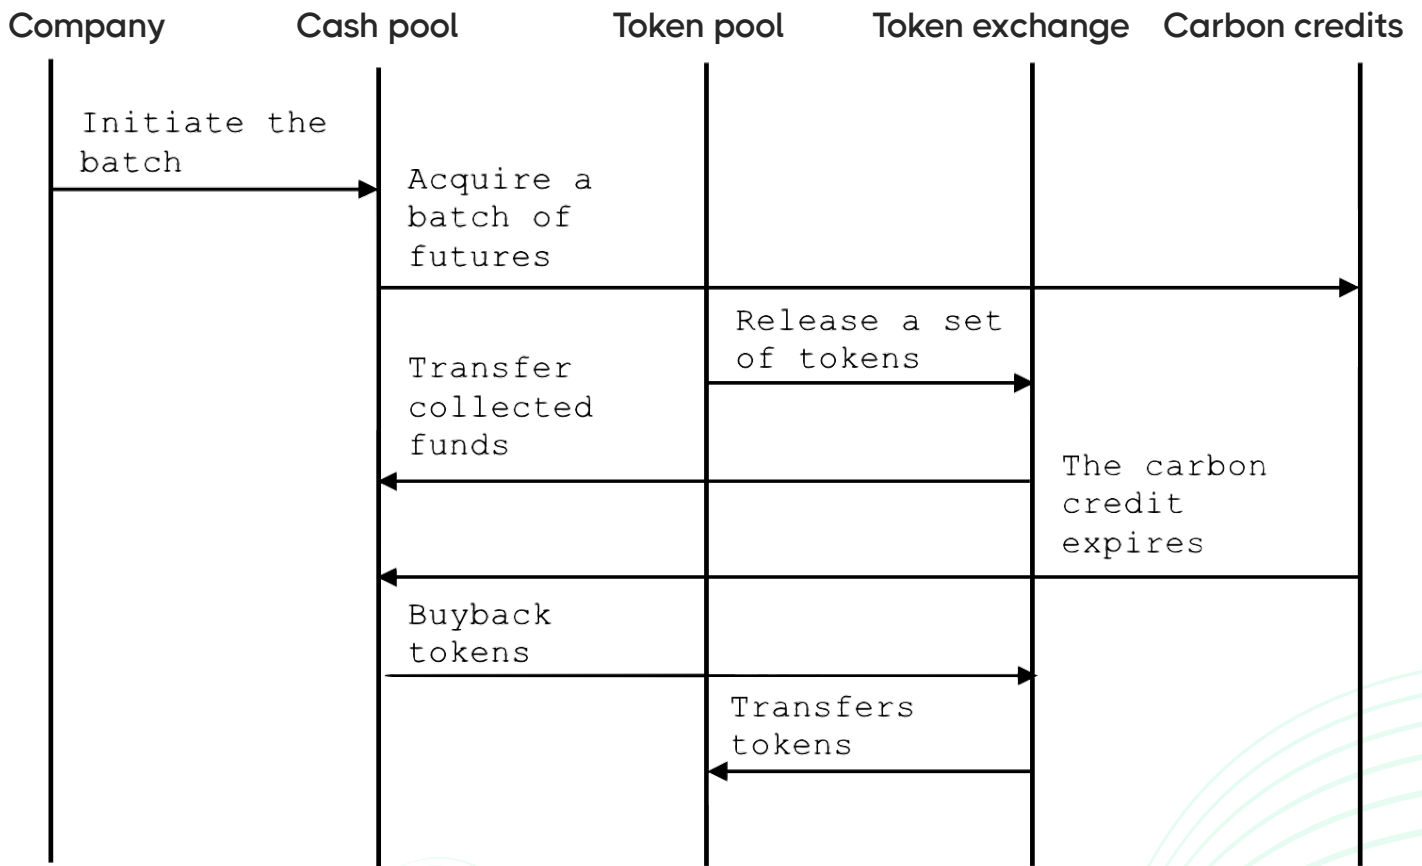 Company
Cash pool
Token pool
Token exchange
Carbon credits
Initiate the
batch
Acquire a
batch of
futures
Release a set
of tokens
Transfer
collected
funds
The carbon
credit
expires
Buyback
tokens
Transfers
tokens